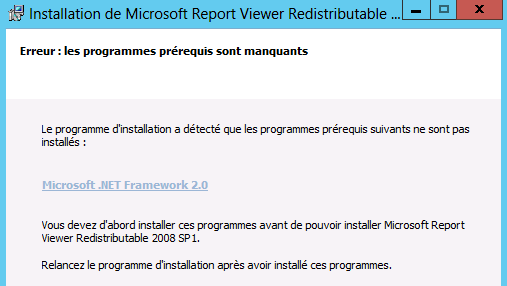 Installation de Microsoft Report Viewer Redistributable ...
Erreur : les programmes prérequis sont manquants
Le programme d'installation a détecté que les programmes prérequis suivants ne sont pas
installés :
Microsoft .NET Framework 2.0
Vous devez d'abord installer ces programmes avant de pouvoir installer Microsoft Report
Viewer Redistributable 2008 SP1.
Relancez le programme d'installation après avoir installé ces programmes.